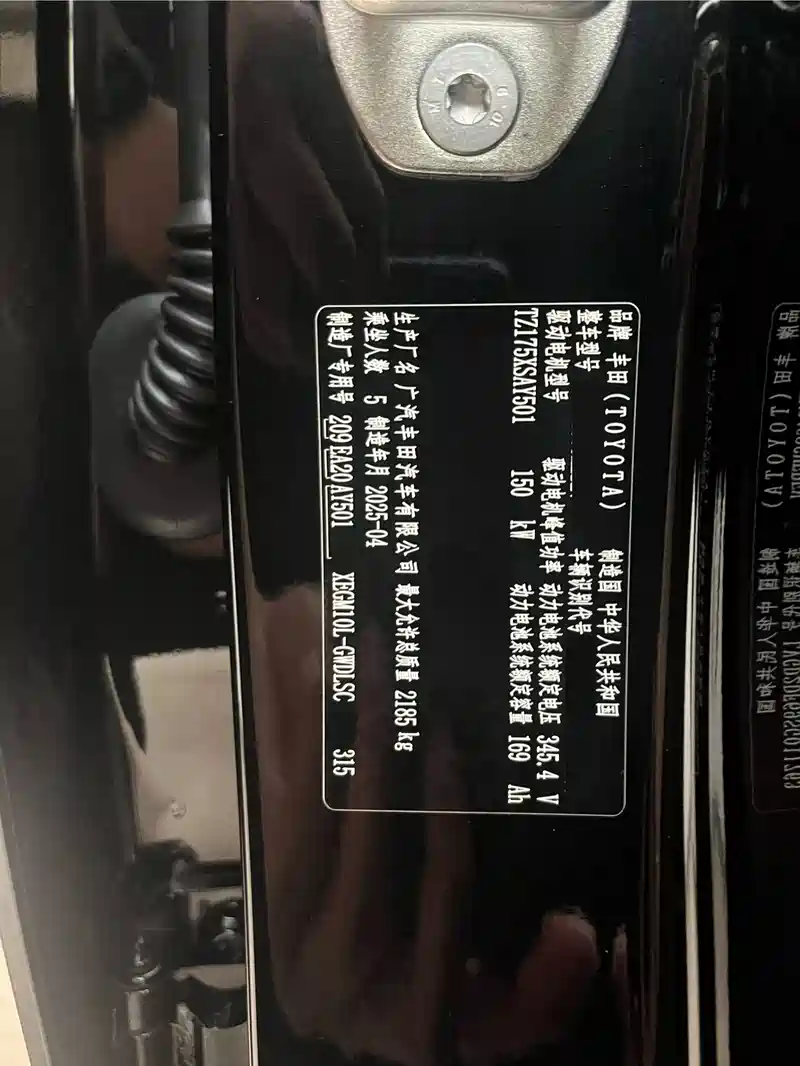 品牌 丰田(TOYOTA) 制造国 中华人民共和国
整车型号 车辆识别代号
驱动电机型号 驱动电机峰值功率 动力电池系统额定电压 345.4 V
TZ175XSAY501 150 kW 动力电池系统额定容量 169 Ah
生产厂名 广汽丰田汽车有限公司 最大允许总质量 2185 kg
乘坐人数 5 制造年月 2025-04
制造厂专用号 209 EA20 AY501 XEGM10L-GWDLSC 315